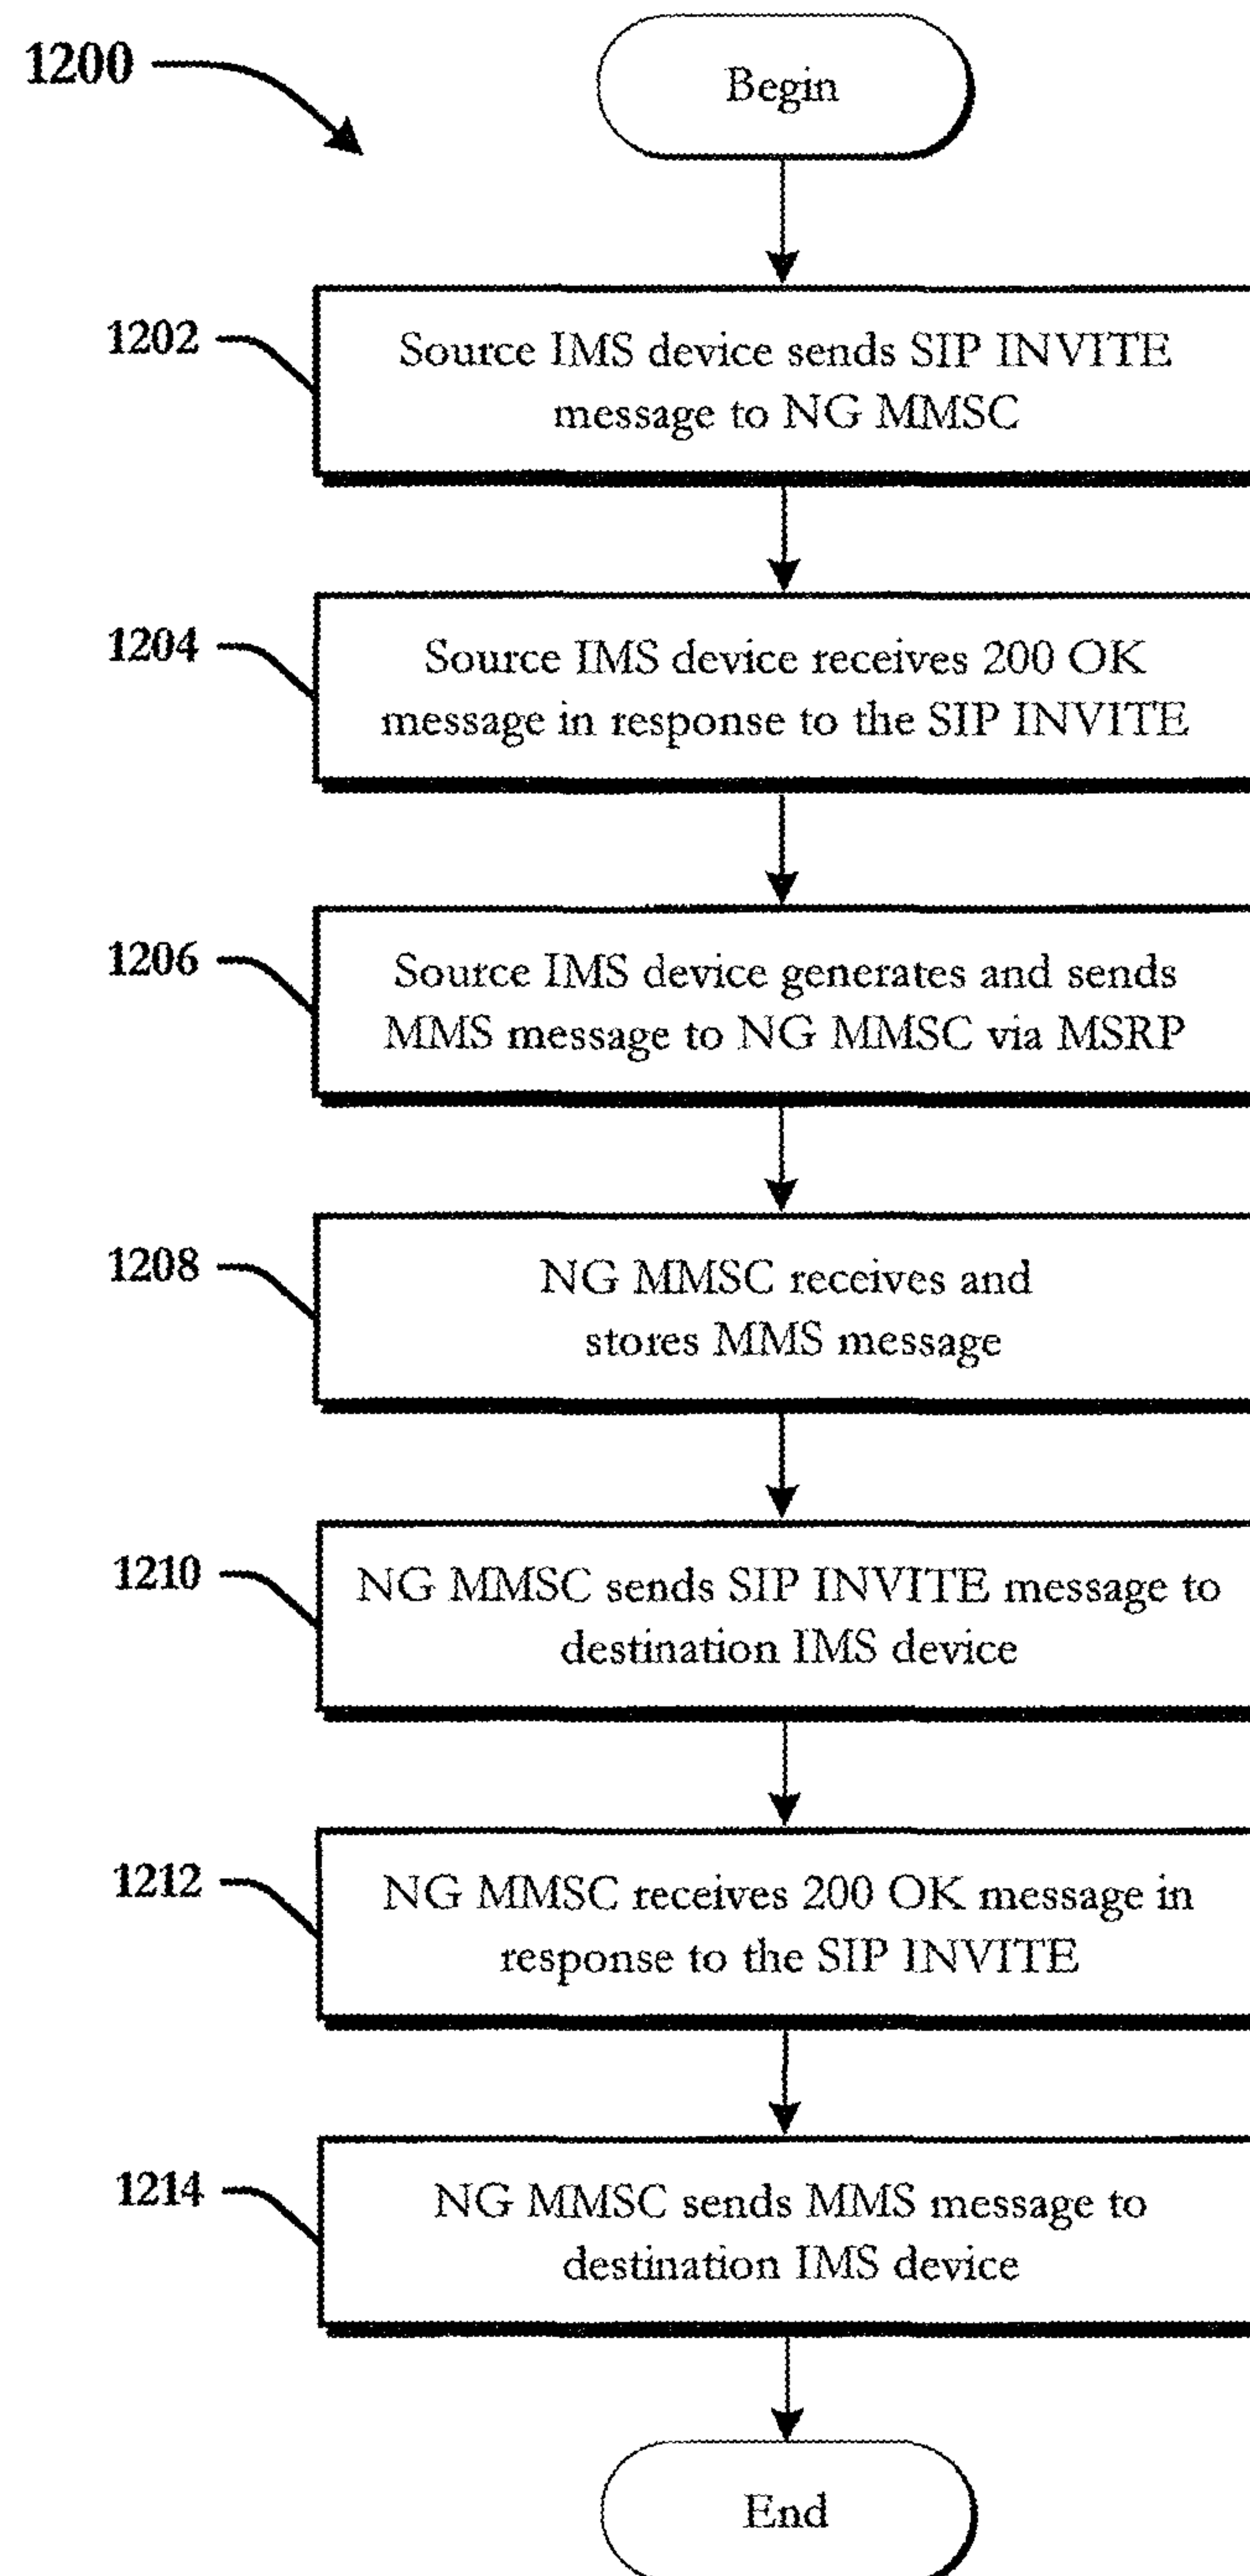 1200
Begin
1202
Source IMS device sends SIP INVITE
message to NG MMSC
1204
Source IMS device receives 200 OK
message in response to the SIP INVITE
1206
Source IMS device generates and sends
MMS message to NG MMSC via MSRP
1208
NG MMSC receives and
stores MMS message
1210
NG MMSC sends SIP INVITE message to
destination IMS device
1212
NG MMSC receives 200 OK message in
response to the SIP INVITE
1214
NG MMSC sends MMS message to
destination IMS device
End